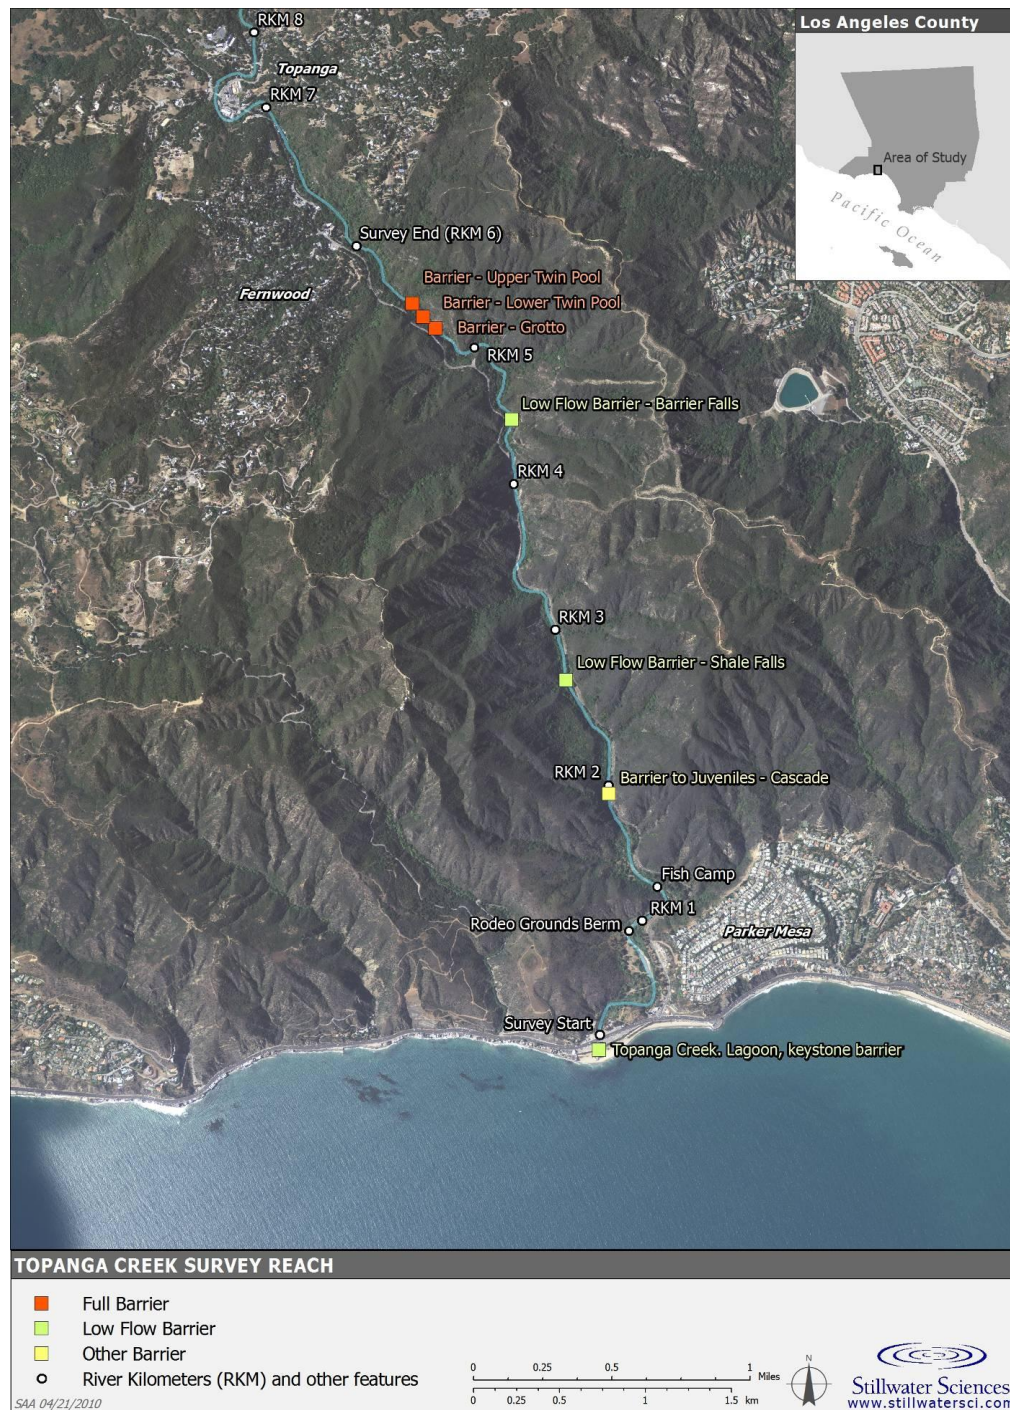 Los Angeles County
Area of Study
Pacific Ocean
RKM 8
Topanga
RKM 7
Survey End (RKM 6)
Fernwood
Barrier - Upper Twin Pool
Barrier - Lower Twin Pool
Barrier - Grotto
RKM 5
Low Flow Barrier - Barrier Falls
RKM 4
RKM 3
Low Flow Barrier - Shale Falls
RKM 2
Barrier to Juveniles - Cascade
Fish Camp
RKM 1
Rodeo Grounds Berm
Parker Mesa
Survey Start
Topanga Creek. Lagoon, keystone barrier
TOPANGA CREEK SURVEY REACH
Full Barrier
Low Flow Barrier
Other Barrier
River Kilometers (RKM) and other features
0 0.25 0.5 1 Miles
0 0.25 0.5 1 1.5 km
N
Stillwater Sciences
www.stillwatersci.com
SAA 04/21/2010